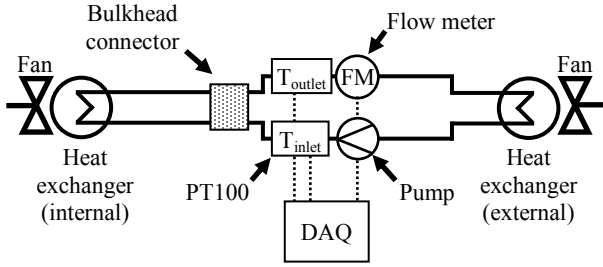 Bulkhead
connector
Flow meter
Fan
Fan
T_outlet
FM
T_inlet
Heat
exchanger
(internal)
PT100
Pump
Heat
exchanger
(external)
DAQ